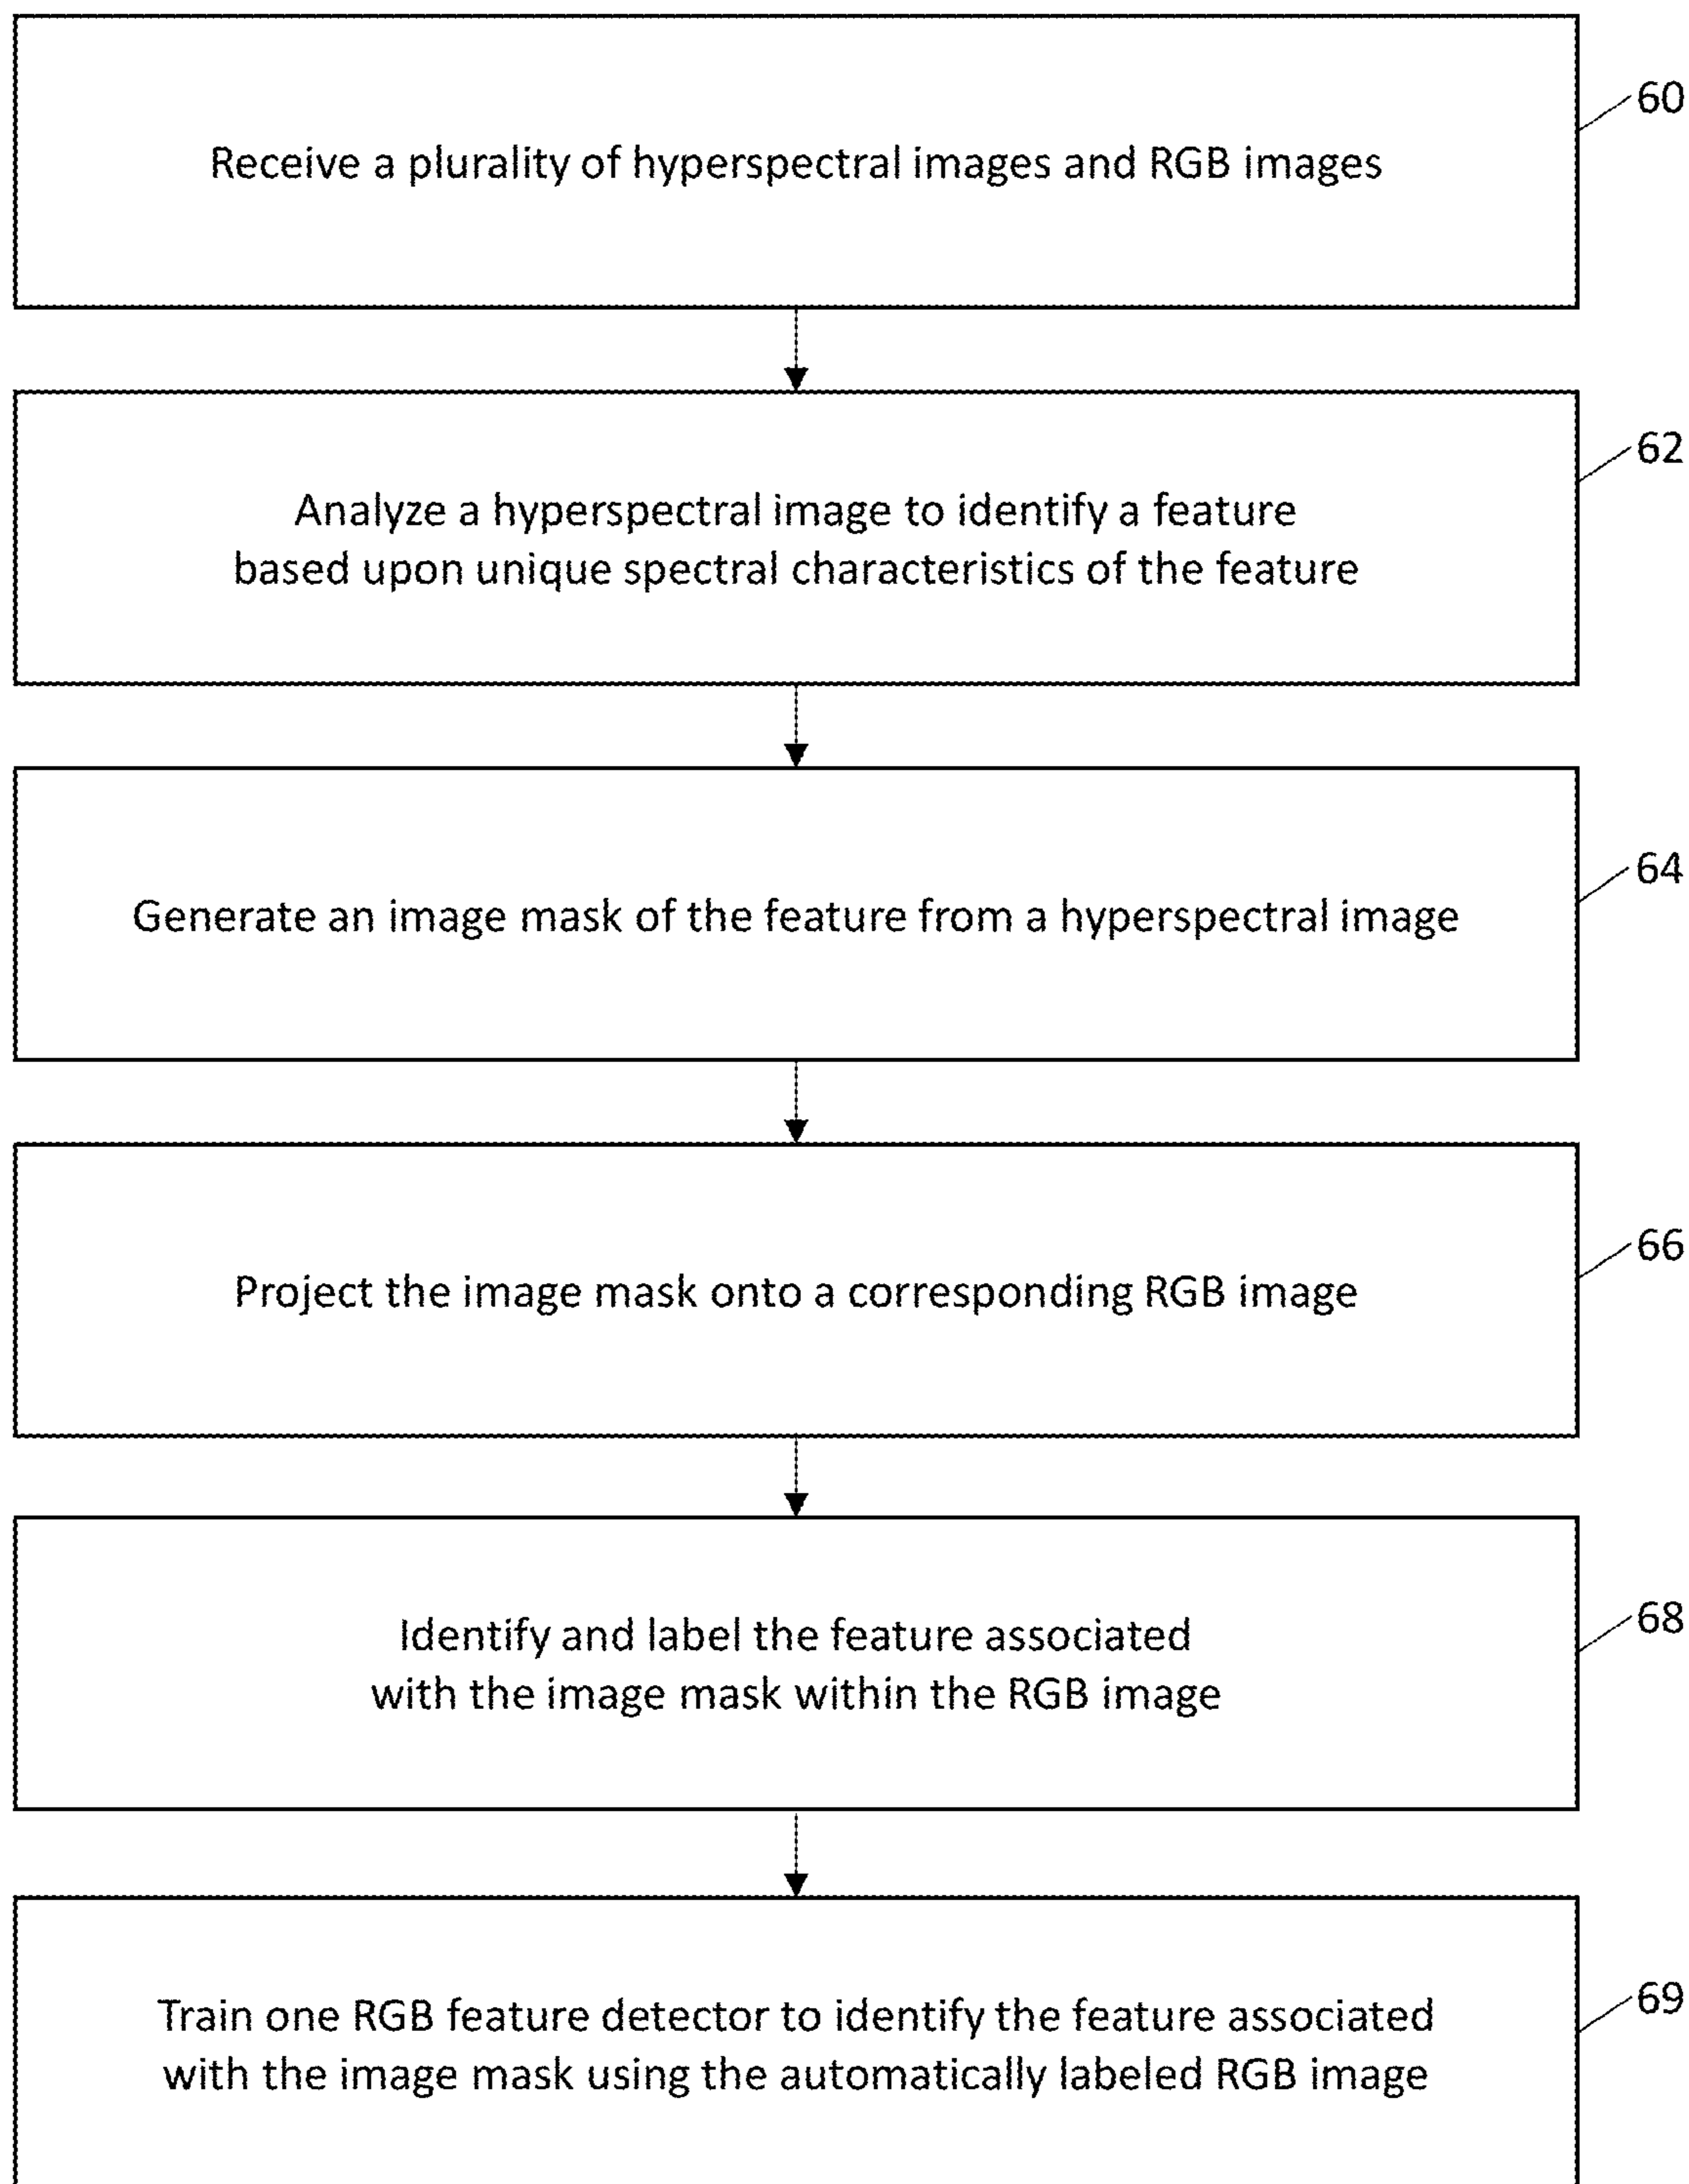 60
Receive a plurality of hyperspectral images and RGB images
62
Analyze a hyperspectral image to identify a feature
based upon unique spectral characteristics of the feature
64
Generate an image mask of the feature from a hyperspectral image
66
Project the image mask onto a corresponding RGB image
68
Identify and label the feature associated
with the image mask within the RGB image
69
Train one RGB feature detector to identify the feature associated
with the image mask using the automatically labeled RGB image